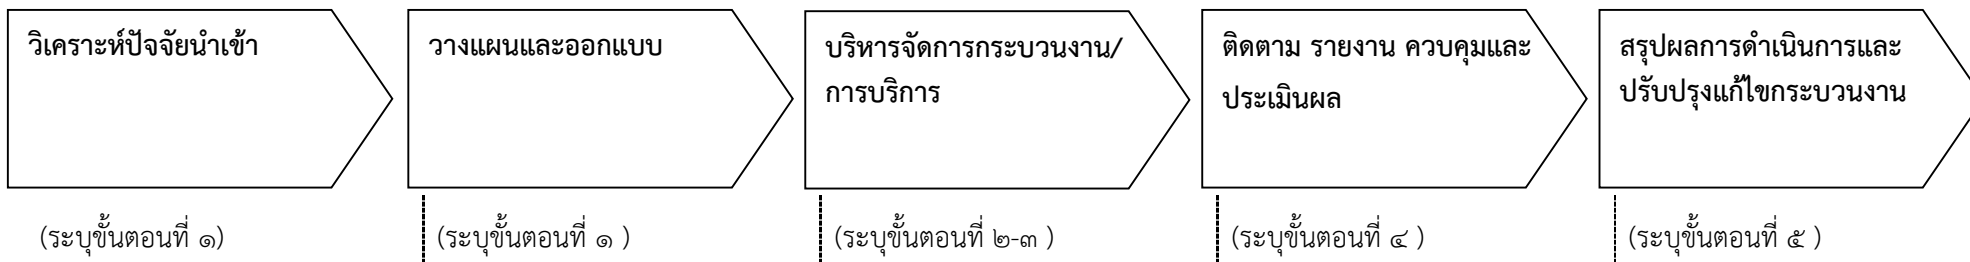 วิเคราะห์ปัจจัยนำเข้า
วางแผนและออกแบบ
บริหารจัดการกระบวนงาน/
การบริการ
ติดตาม รายงาน ควบคุมและ
ประเมินผล
สรุปผลการดำเนินการและ
ปรับปรุงแก้ไขกระบวนงาน
(ระบุขั้นตอนที่ ๑)
(ระบุขั้นตอนที่ ๑ )
(ระบุขั้นตอนที่ ๒-๓ )
(ระบุขั้นตอนที่ ๔ )
(ระบุขั้นตอนที่ ๕ )